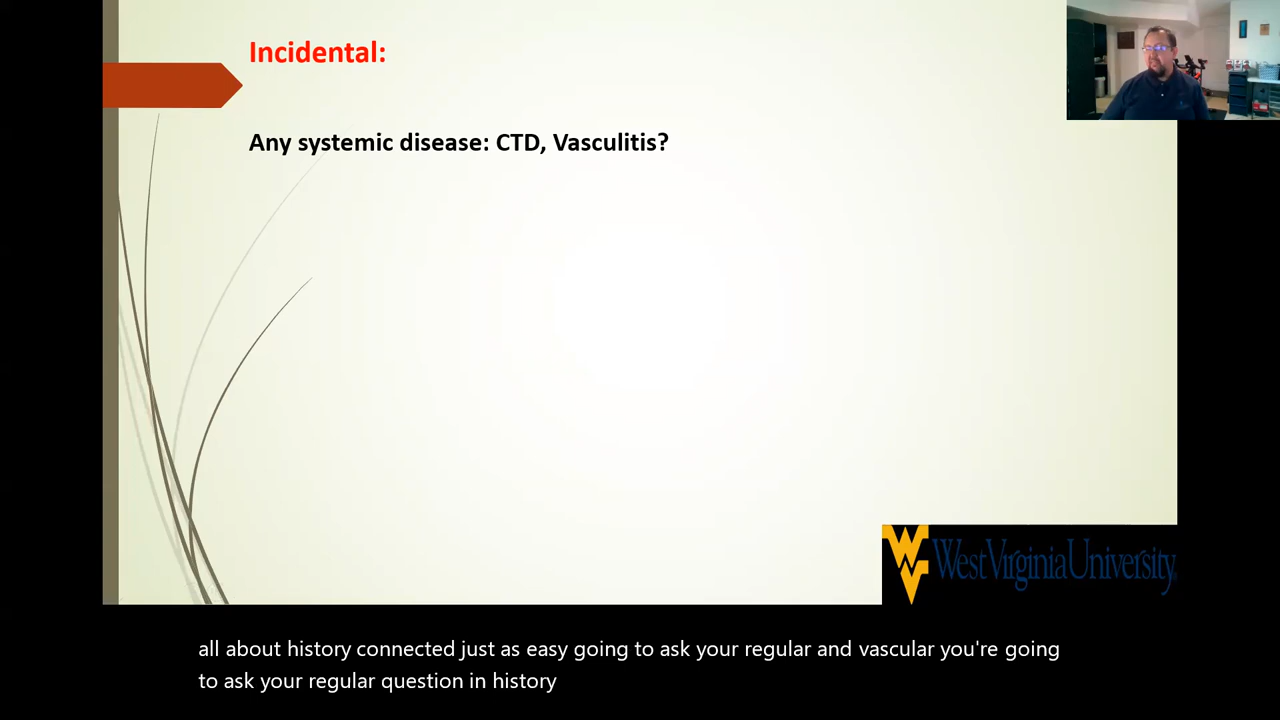 Incidental:
Any systemic disease: CTD, Vasculitis?
West Virginia University
all about history connected just as easy going to ask your regular and vascular you're going
to ask your regular question in history